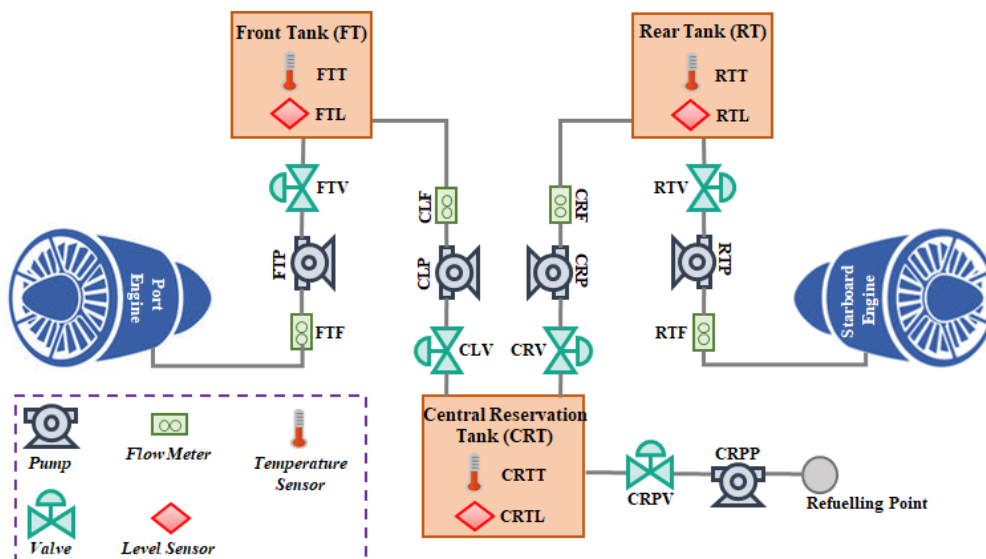 Front Tank (FT)
FTT
FTL
Rear Tank (RT)
RTT
RTL
FTV
CLF
CRF
RTV
FTP
CLP
CRP
RTP
Port
Engine
Starboard
Engine
FTF
CLV
CRV
RTF
Central Reservation
Tank (CRT)
CRTT
CRTL
CRPV
CRPP
Refuelling Point
Pump
Flow Meter
Temperature
Sensor
Valve
Level Sensor